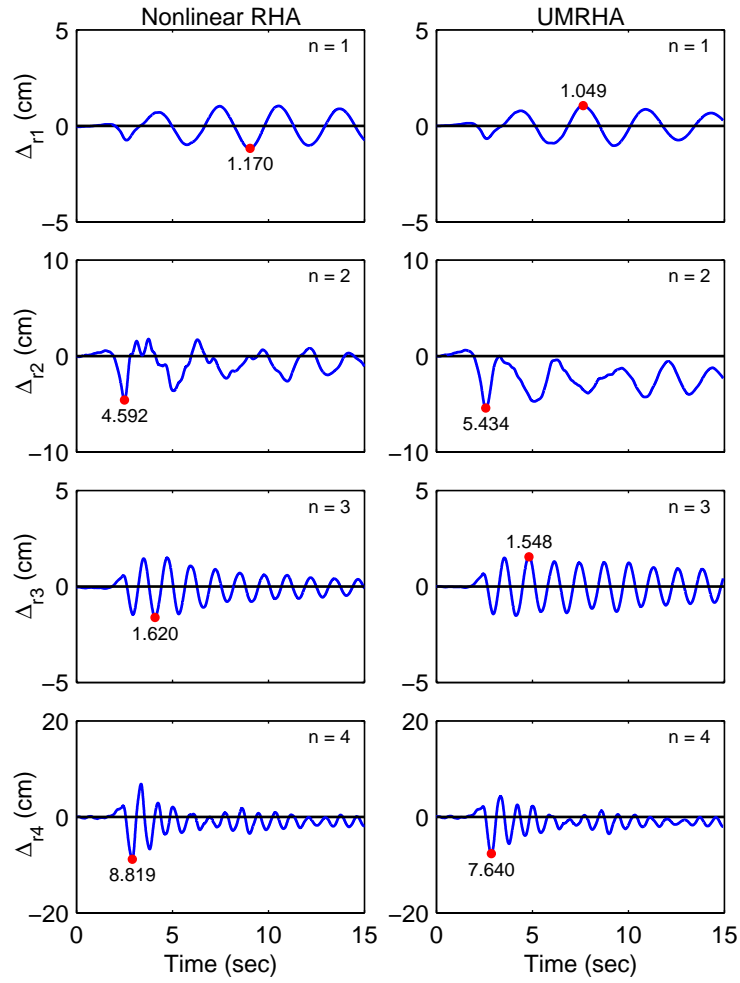 Nonlinear RHA UMRHA
5 5
n = 1 n = 1
1.049
Δr1 (cm)
0 0
1.170
−5 −5
10 10
n = 2 n = 2
Δr2 (cm)
0 0
4.592 5.434
−10 −10
5 5
n = 3 n = 3
1.548
Δr3 (cm)
0 0
1.620
−5 −5
20 20
n = 4 n = 4
Δr4 (cm)
0 0
8.819 7.640
−20 −20
0 5 10 15 0 5 10 15
Time (sec) Time (sec)